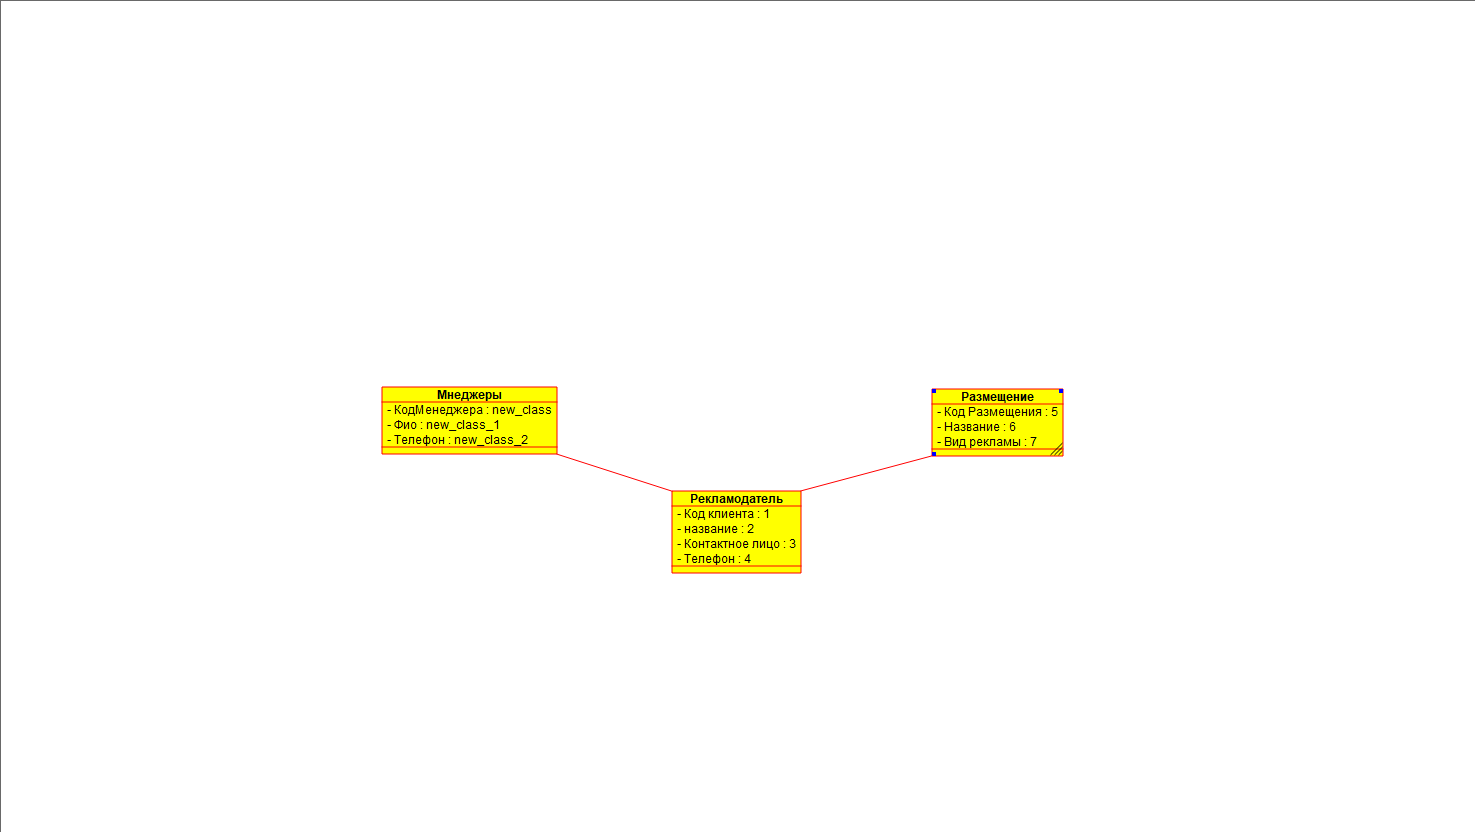 Мнеджеры
- КодМенеджера : new_class
- Фио : new_class_1
- Телефон : new_class_2
Размещение
- Код Размещения : 5
- Название : 6
- Вид рекламы : 7
Рекламодатель
- Код клиента : 1
- название : 2
- Контактное лицо : 3
- Телефон : 4